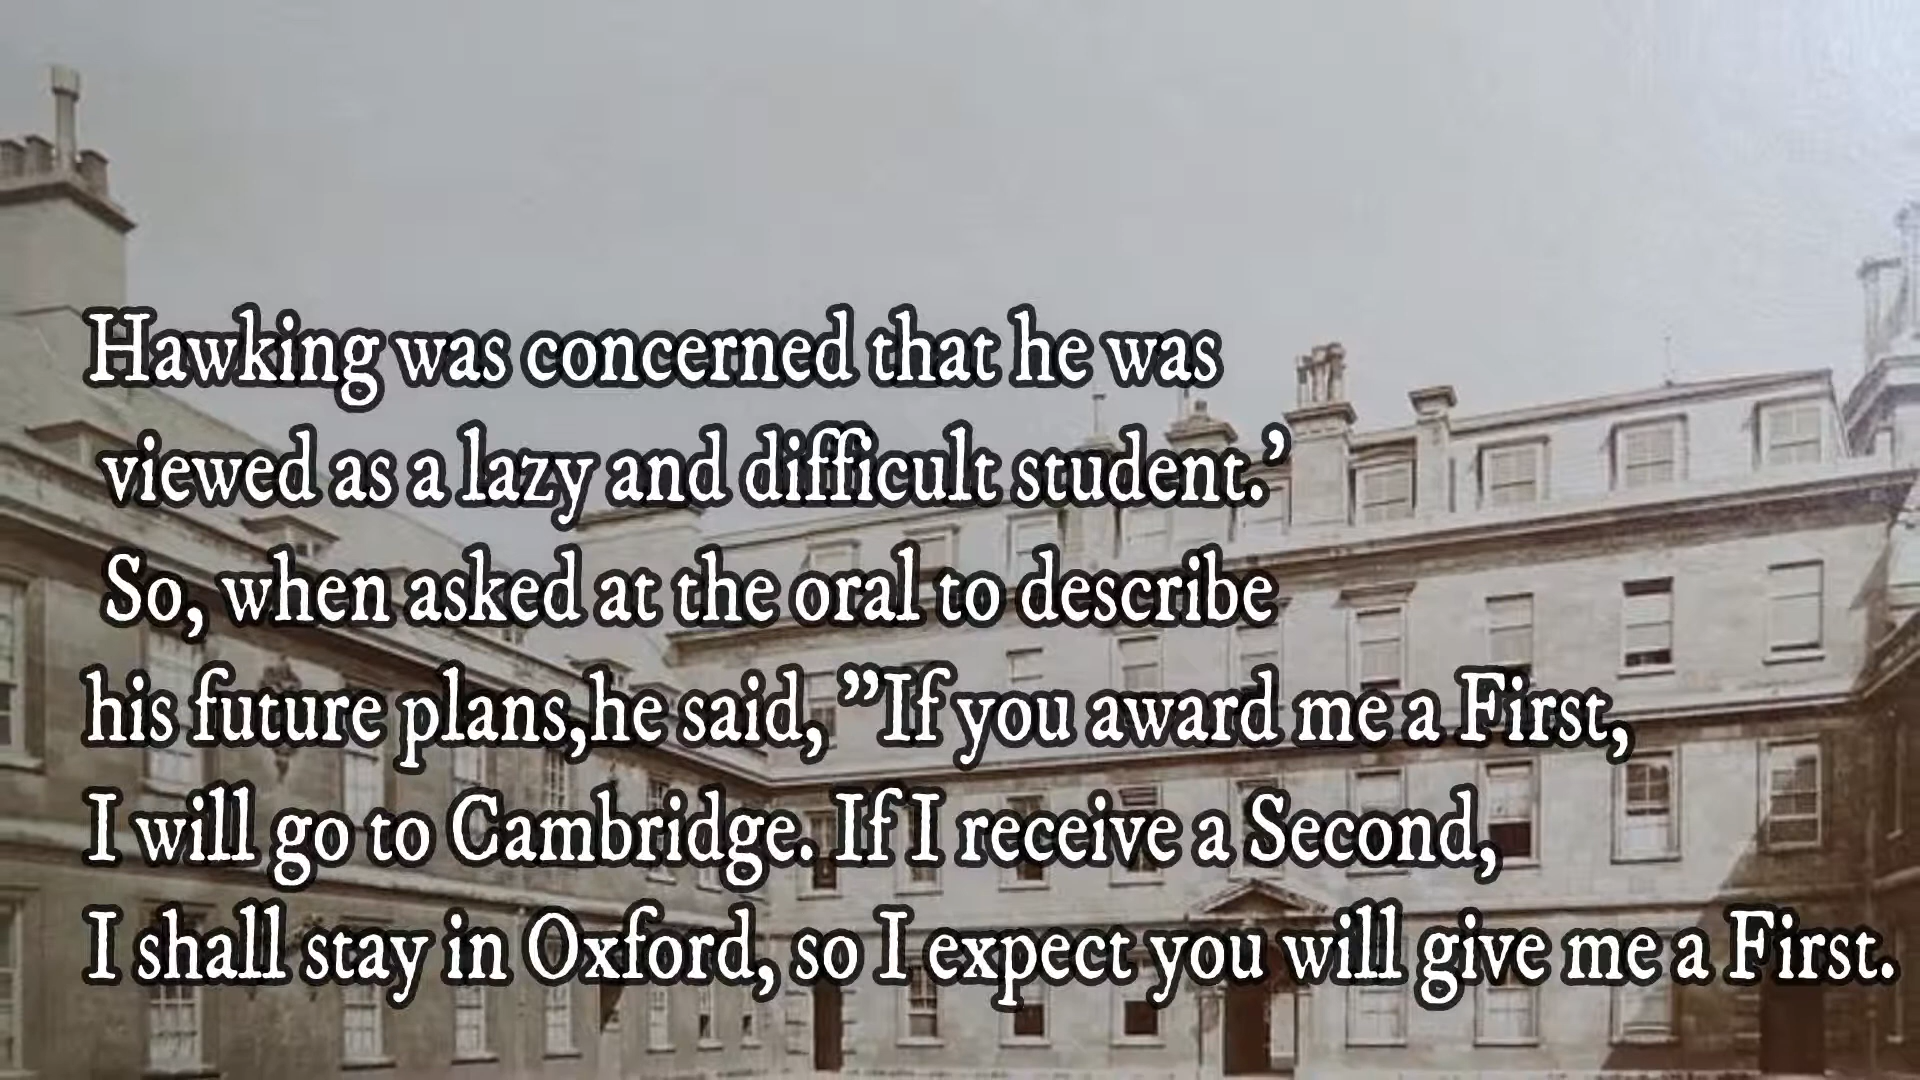 Hawking was concerned that he was
viewed as a lazy and difficult student.’
So, when asked at the oral to describe
his future plans,he said, ”If you award me a First,
I will go to Cambridge. If I receive a Second,
I shall stay in Oxford, so I expect you will give me a First.